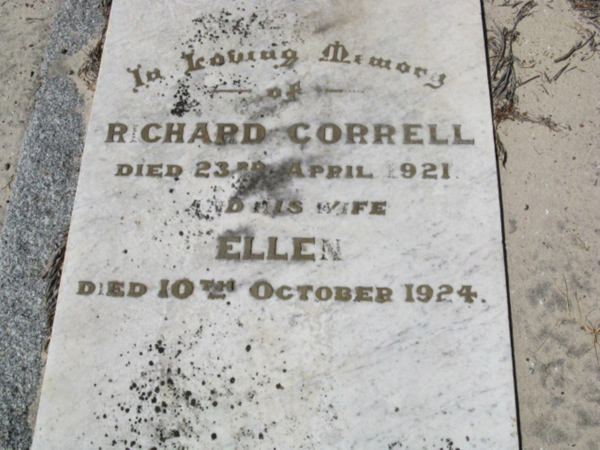 In Loving Memory
of
RICHARD CORRELL
DIED 23RD APRIL 1921.
AND HIS WIFE
ELLEN
DIED 10TH OCTOBER 1924.